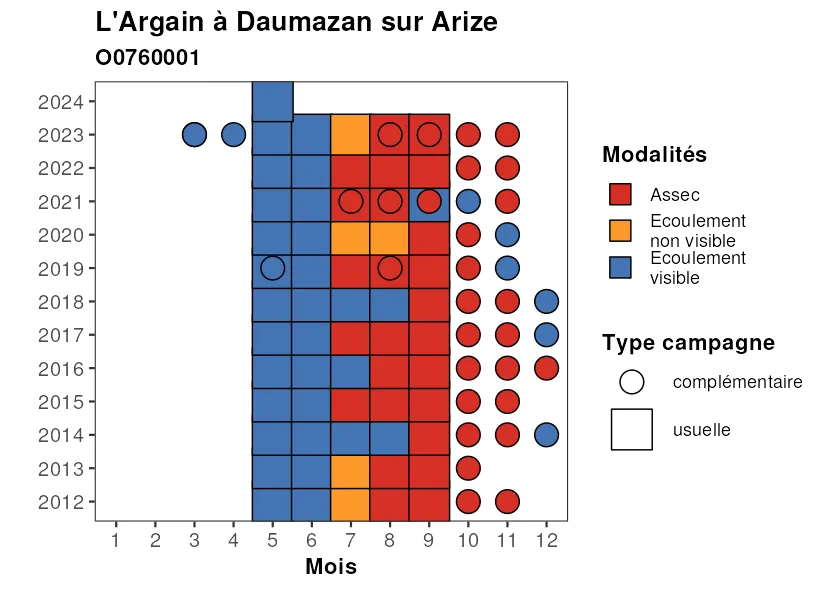 L'Argain à Daumazan sur Arize
O0760001
2024
2023
2022
2021
2020
2019
2018
2017
2016
2015
2014
2013
2012
1 2 3 4 5 6 7 8 9 10 11 12
Mois
Modalités
Assec
Ecoulement
non visible
Ecoulement
visible
Type campagne
complémentaire
usuelle